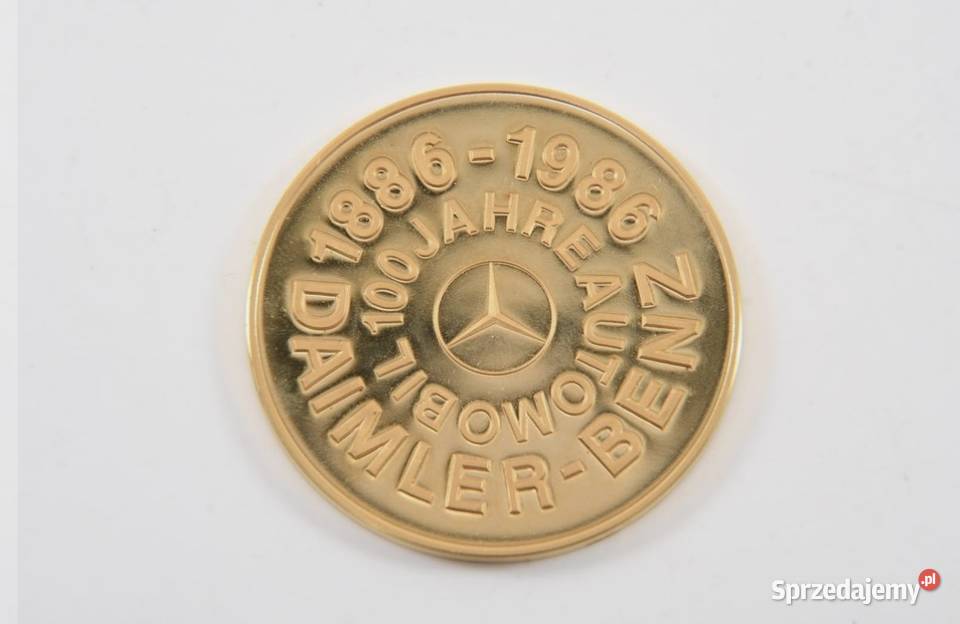 1886-1986
DAIMLER-BENZ
100 JAHRE AUTOMOBIL
Sprzedajemy.pl